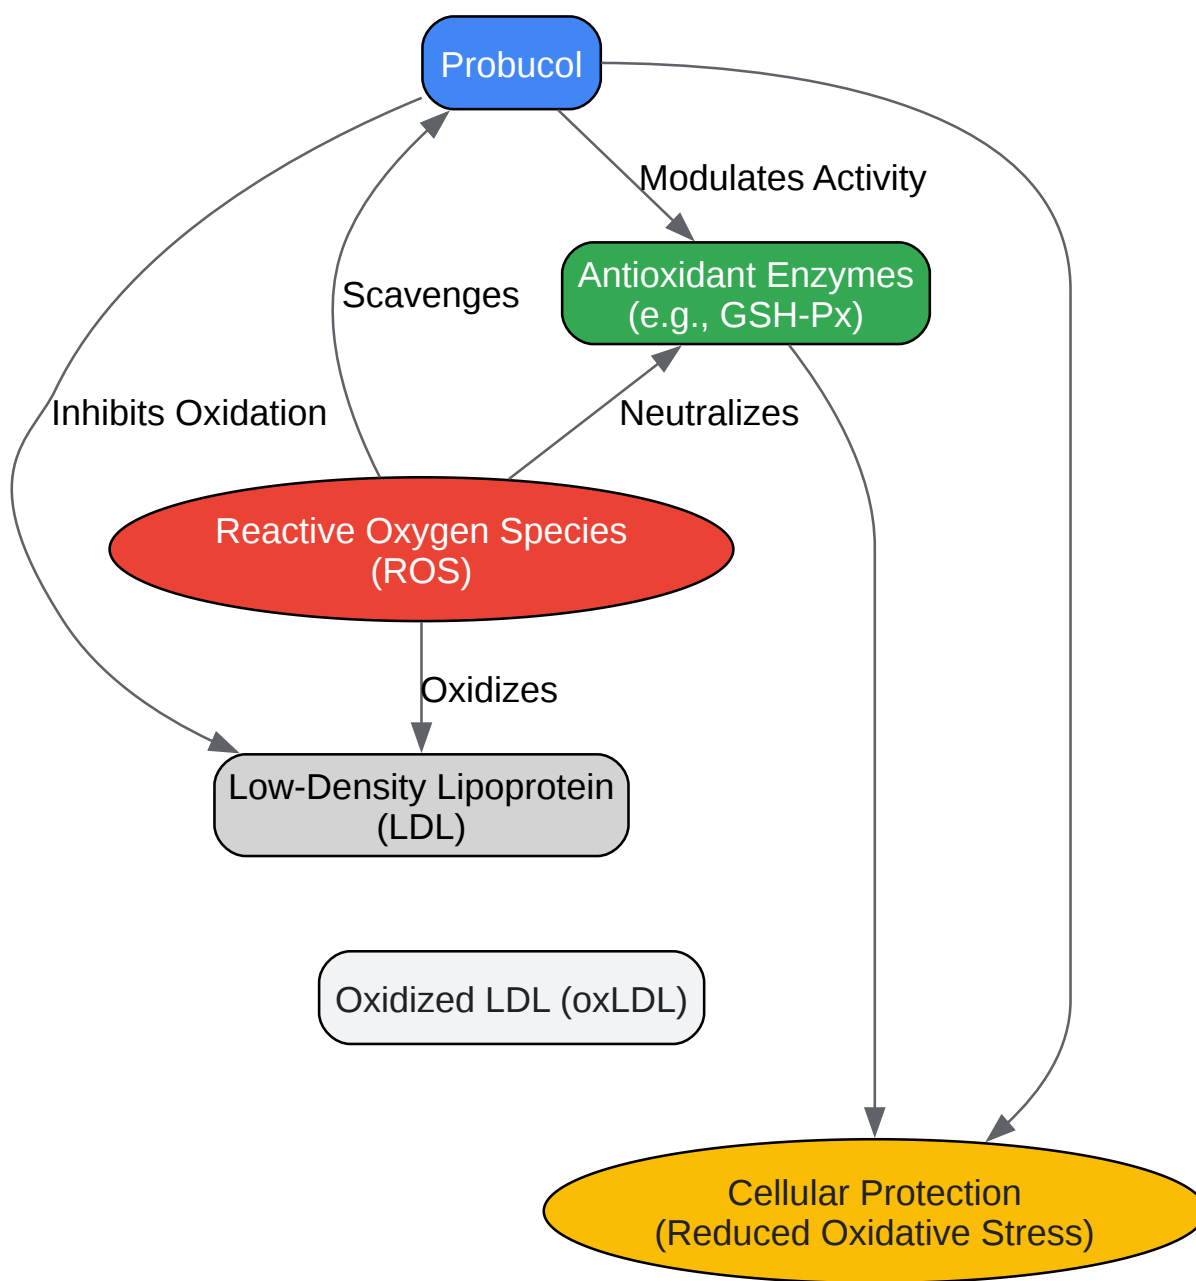 Probucol
Modulates Activity
Antioxidant Enzymes
(e.g., GSH-Px)
Scavenges
Inhibits Oxidation
Neutralizes
Reactive Oxygen Species
(ROS)
Oxidizes
Low-Density Lipoprotein
(LDL)
Oxidized LDL (oxLDL)
Cellular Protection
(Reduced Oxidative Stress)